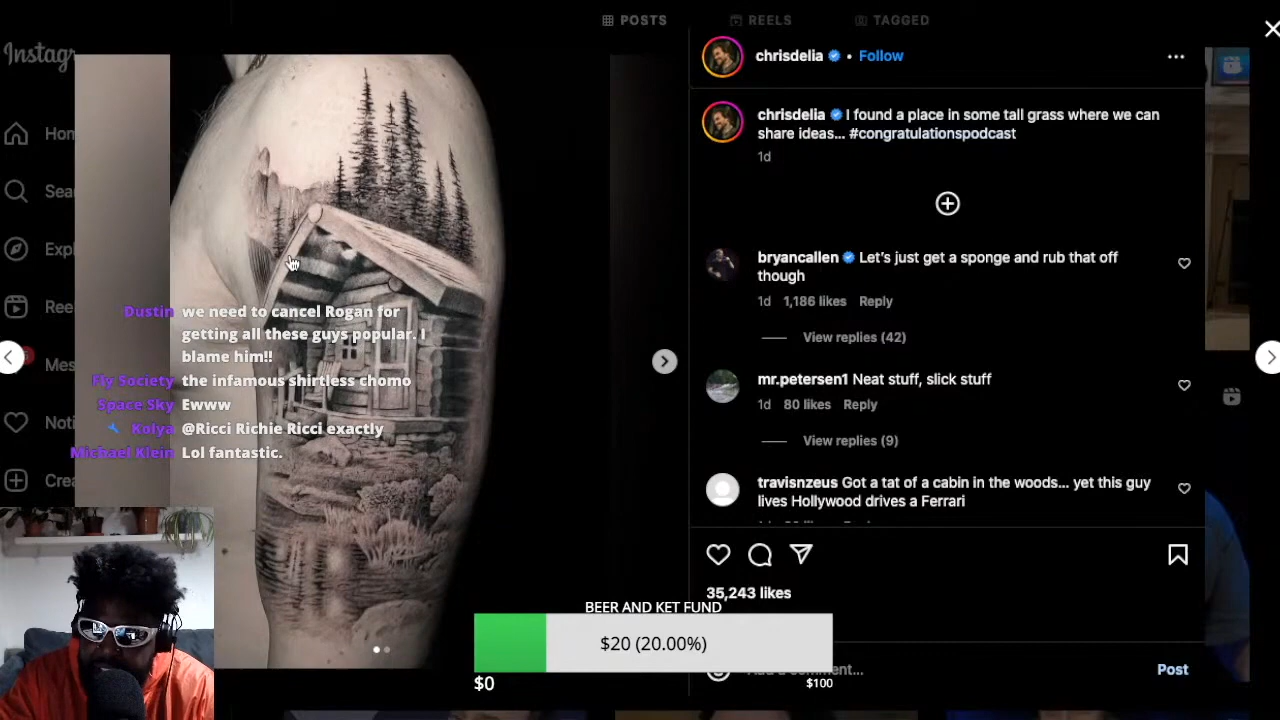 POSTS
REELS
TAGGED
Instagr
Hom
Sea
Expl
Ree
Mes
Noti
Crea
chrisdelia • Follow
chrisdelia I found a place in some tall grass where we can
share ideas... #congratulationspodcast
1d
bryancallen Let's just get a sponge and rub that off
though
1d 1,186 likes Reply
View replies (42)
mr.petersen1 Neat stuff, slick stuff
1d 80 likes Reply
View replies (9)
travisnzeus Got a tat of a cabin in the woods... yet this guy
lives Hollywood drives a Ferrari
35,243 likes
Post
Dustin we need to cancel Rogan for
getting all these guys popular. I
blame him!!
Fly Society the infamous shirtless chomo
Space Sky Ewww
Kolya @Ricci Richie Ricci exactly
Michael Klein Lol fantastic.
BEER AND KET FUND
$20 (20.00%)
$0
$100